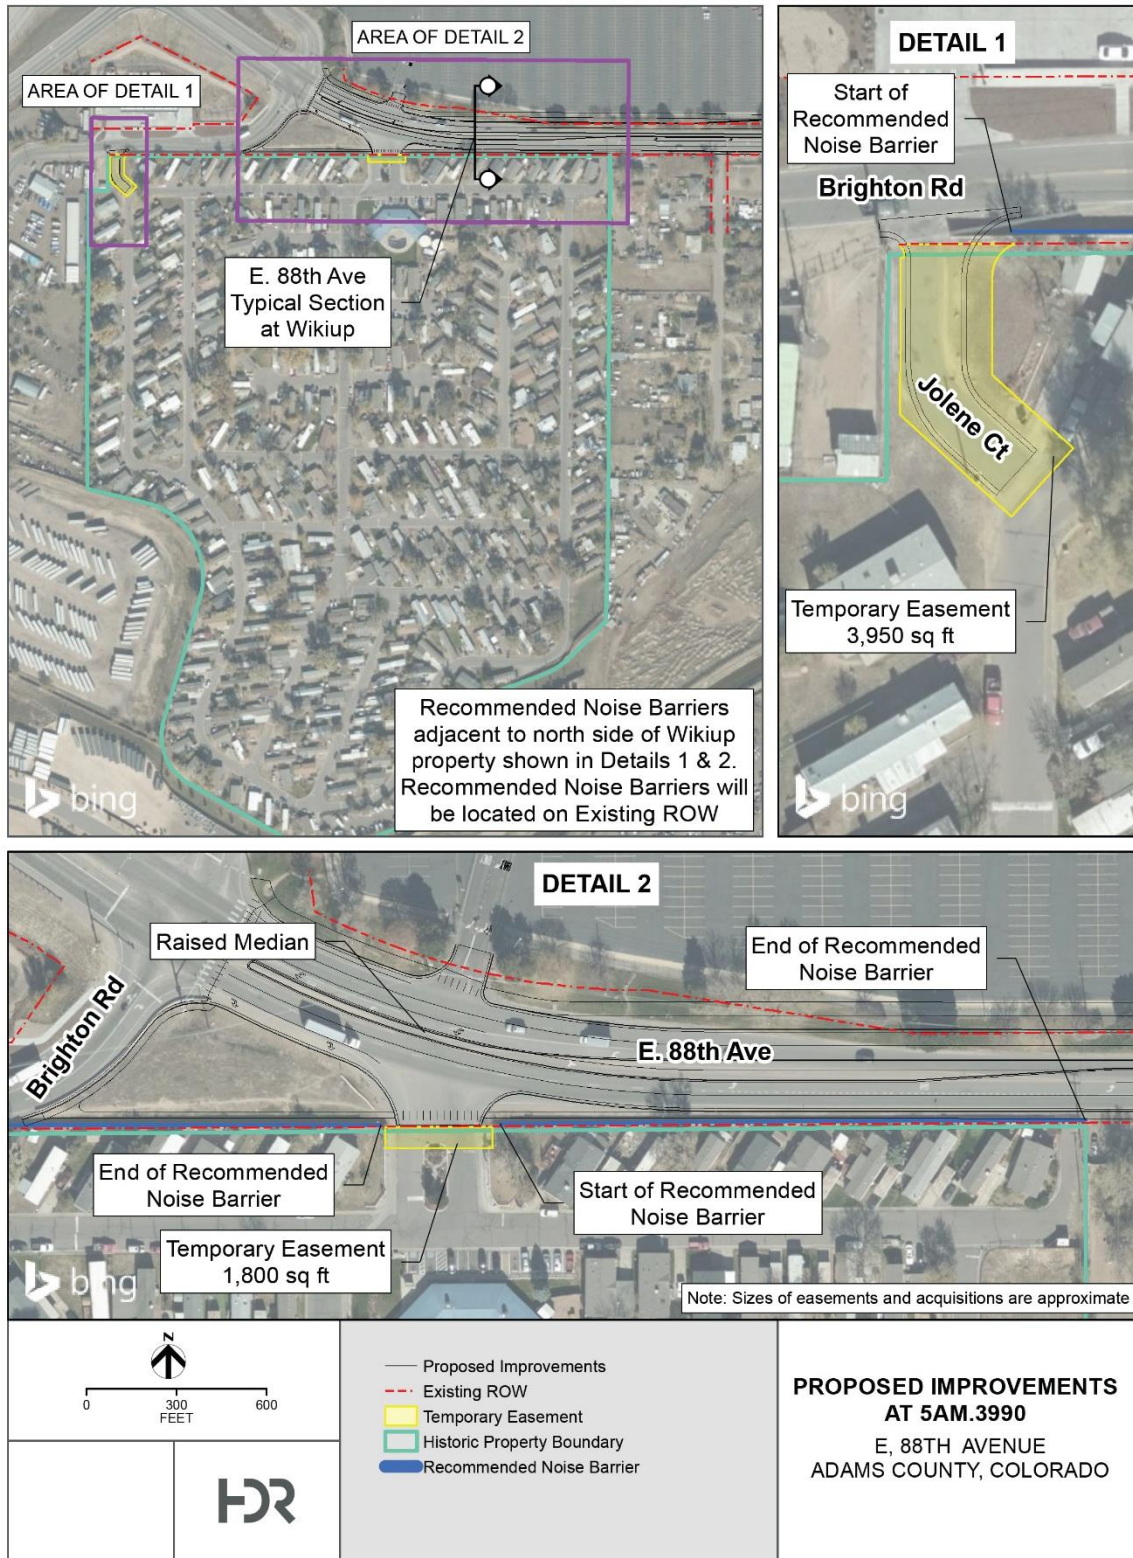 AREA OF DETAIL 2
AREA OF DETAIL 1
E. 88th Ave
Typical Section
at Wikiup
Recommended Noise Barriers
adjacent to north side of Wikiup
property shown in Details 1 & 2.
Recommended Noise Barriers will
be located on Existing ROW
bing
DETAIL 1
Start of
Recommended
Noise Barrier
Brighton Rd
Jolene Ct
Temporary Easement
3,950 sq ft
bing
DETAIL 2
Raised Median
End of Recommended
Noise Barrier
Brighton Rd
E. 88th Ave
End of Recommended
Noise Barrier
Start of Recommended
Noise Barrier
Temporary Easement
1,800 sq ft
bing
Note: Sizes of easements and acquisitions are approximate
N
0 300 600
FEET
HDR
Proposed Improvements
Existing ROW
Temporary Easement
Historic Property Boundary
Recommended Noise Barrier
PROPOSED IMPROVEMENTS
AT 5AM.3990
E, 88TH AVENUE
ADAMS COUNTY, COLORADO